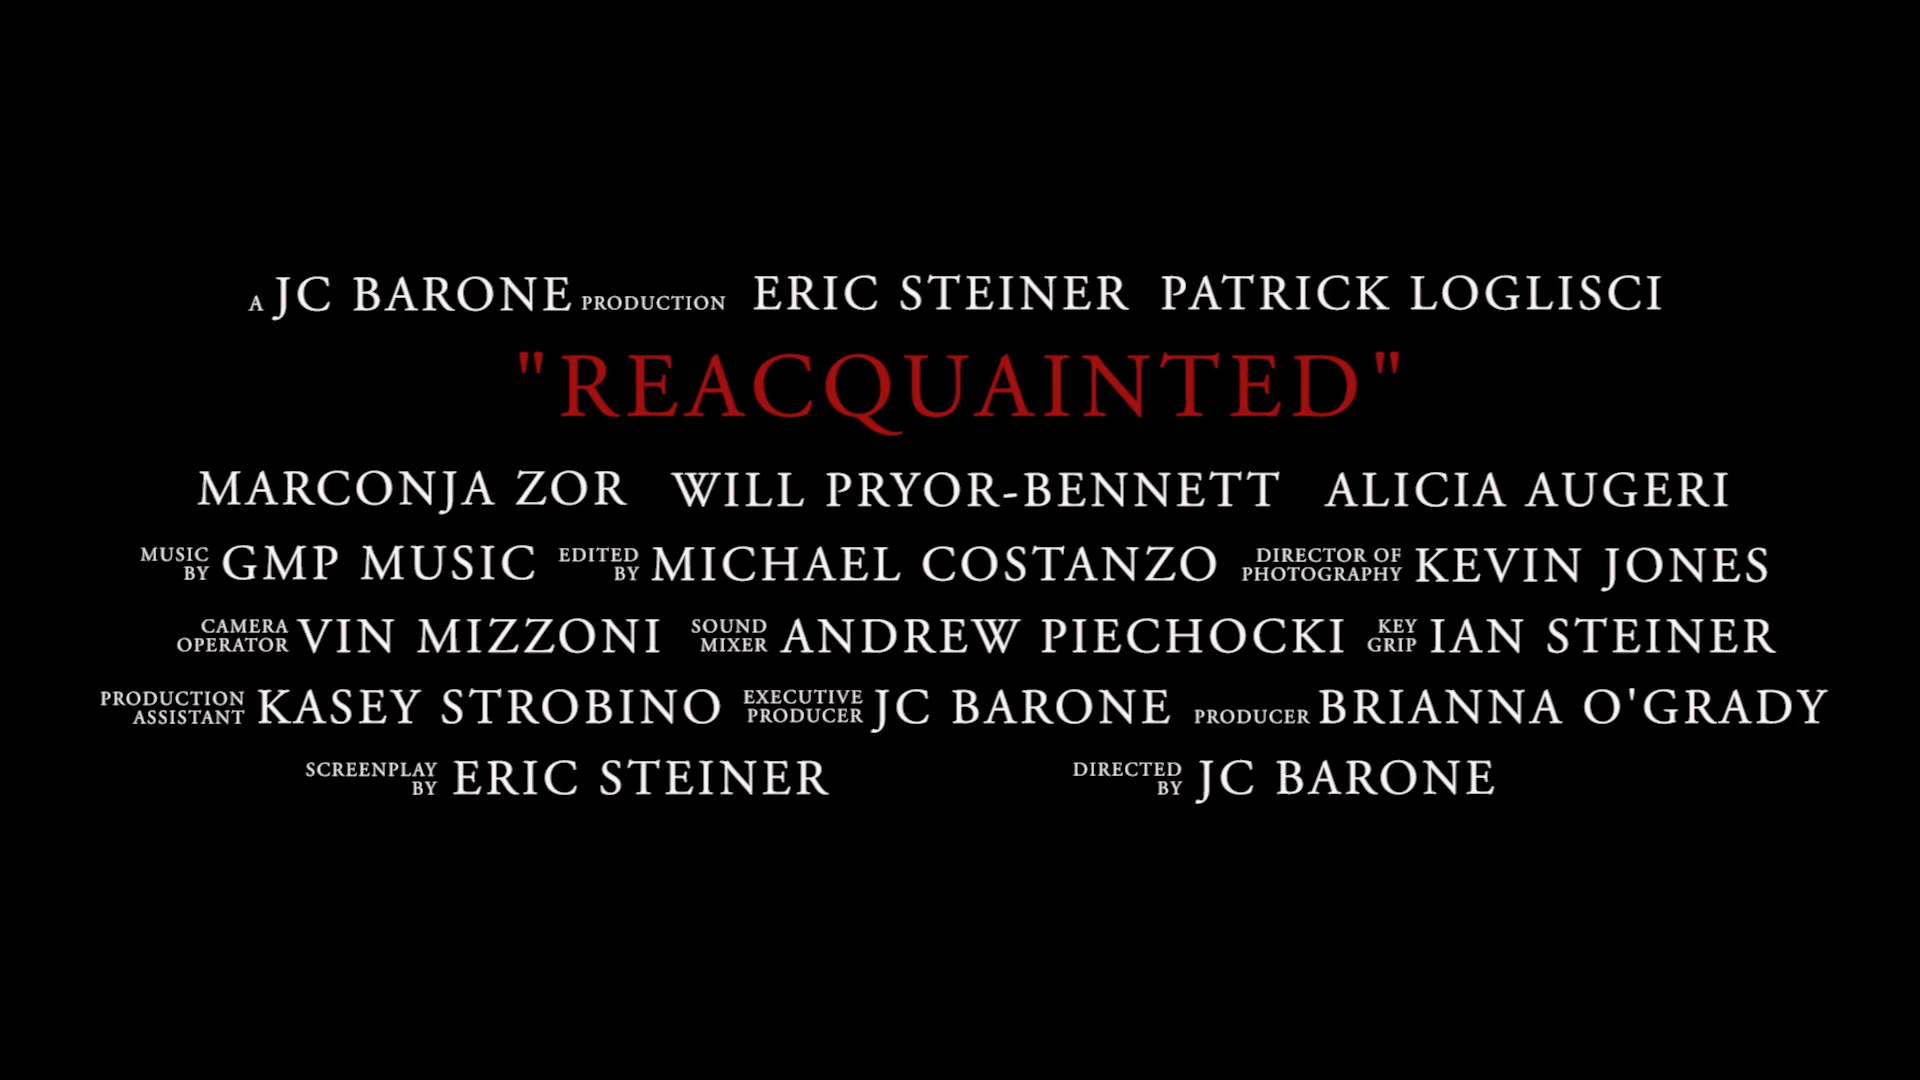 A JC BARONE PRODUCTION ERIC STEINER PATRICK LOGLISCI
"REACQUAINTED"
MARCONJA ZOR WILL PRYOR-BENNETT ALICIA AUGERI
MUSIC BY GMP MUSIC EDITED BY MICHAEL COSTANZO DIRECTOR OF PHOTOGRAPHY KEVIN JONES
CAMERA OPERATOR VIN MIZZONI SOUND MIXER ANDREW PIECHOCKI KEY GRIP IAN STEINER
PRODUCTION ASSISTANT KASEY STROBINO EXECUTIVE PRODUCER JC BARONE PRODUCER BRIANNA O'GRADY
SCREENPLAY BY ERIC STEINER DIRECTED BY JC BARONE